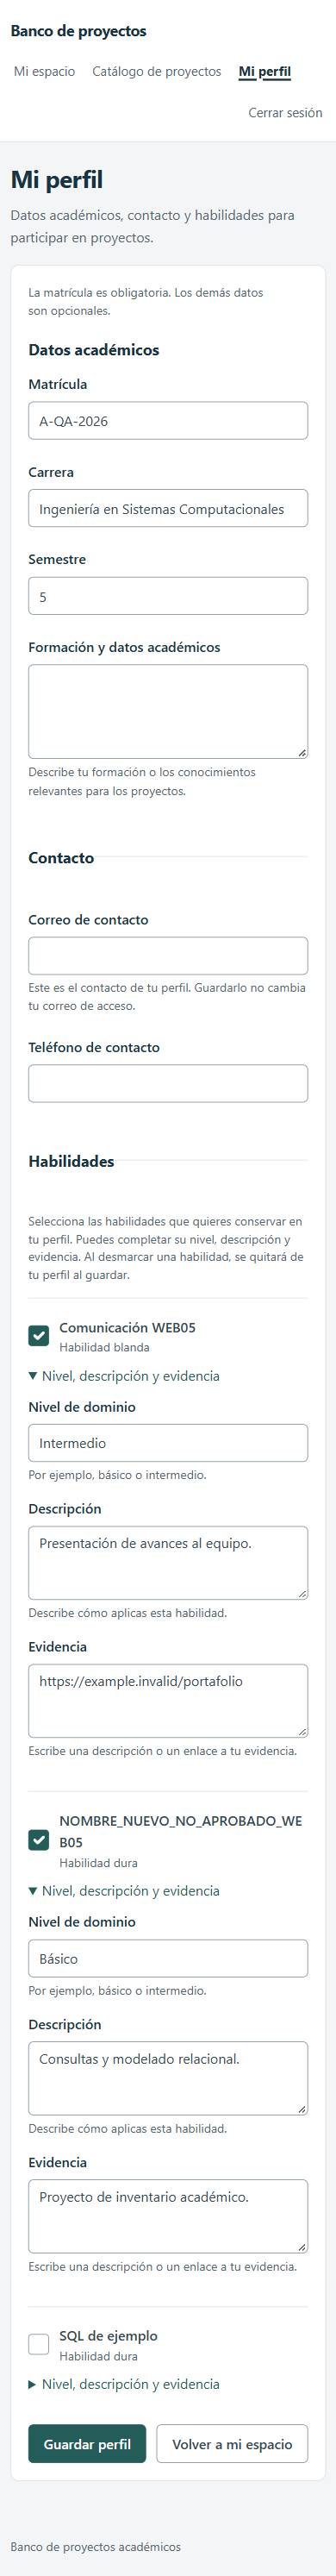 Banco de proyectos
Mi espacio Catálogo de proyectos Mi perfil
Cerrar sesión
Mi perfil
Datos académicos, contacto y habilidades para
participar en proyectos.
La matrícula es obligatoria. Los demás datos
son opcionales.
Datos académicos
Matrícula
A-QA-2026
Carrera
Ingeniería en Sistemas Computacionales
Semestre
5
Formación y datos académicos
Describe tu formación o los conocimientos
relevantes para los proyectos.
Contacto
Correo de contacto
Este es el contacto de tu perfil. Guardarlo no cambia
tu correo de acceso.
Teléfono de contacto
Habilidades
Selecciona las habilidades que quieres conservar en
tu perfil. Puedes completar su nivel, descripción y
evidencia. Al desmarcar una habilidad, se quitará de
tu perfil al guardar.
Comunicación WEB05
Habilidad blanda
Nivel, descripción y evidencia
Nivel de dominio
Intermedio
Por ejemplo, básico o intermedio.
Descripción
Presentación de avances al equipo.
Describe cómo aplicas esta habilidad.
Evidencia
https://example.invalid/portafolio
Escribe una descripción o un enlace a tu evidencia.
NOMBRE_NUEVO_NO_APROBADO_WE
B05
Habilidad dura
Nivel, descripción y evidencia
Nivel de dominio
Básico
Por ejemplo, básico o intermedio.
Descripción
Consultas y modelado relacional.
Describe cómo aplicas esta habilidad.
Evidencia
Proyecto de inventario académico.
Escribe una descripción o un enlace a tu evidencia.
SQL de ejemplo
Habilidad dura
Nivel, descripción y evidencia
Guardar perfil Volver a mi espacio
Banco de proyectos académicos